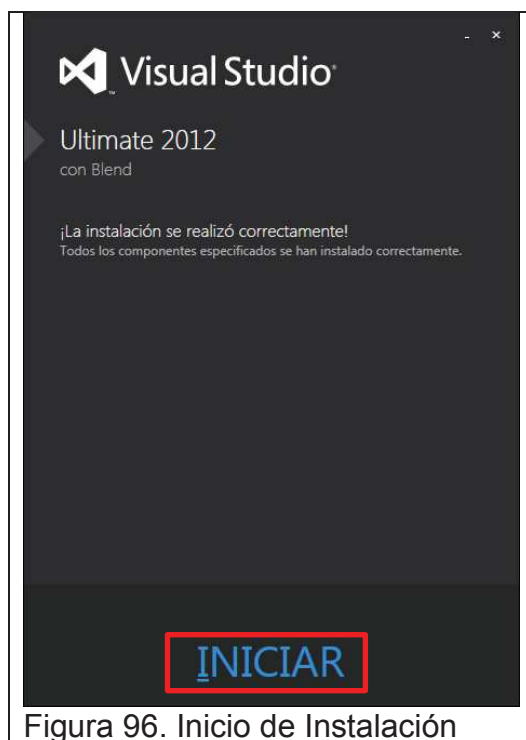 Visual Studio
Ultimate 2012
con Blend
¡La instalación se realizó correctamente!
Todos los componentes especificados se han instalado correctamente.
INICIAR
Figura 96. Inicio de Instalación